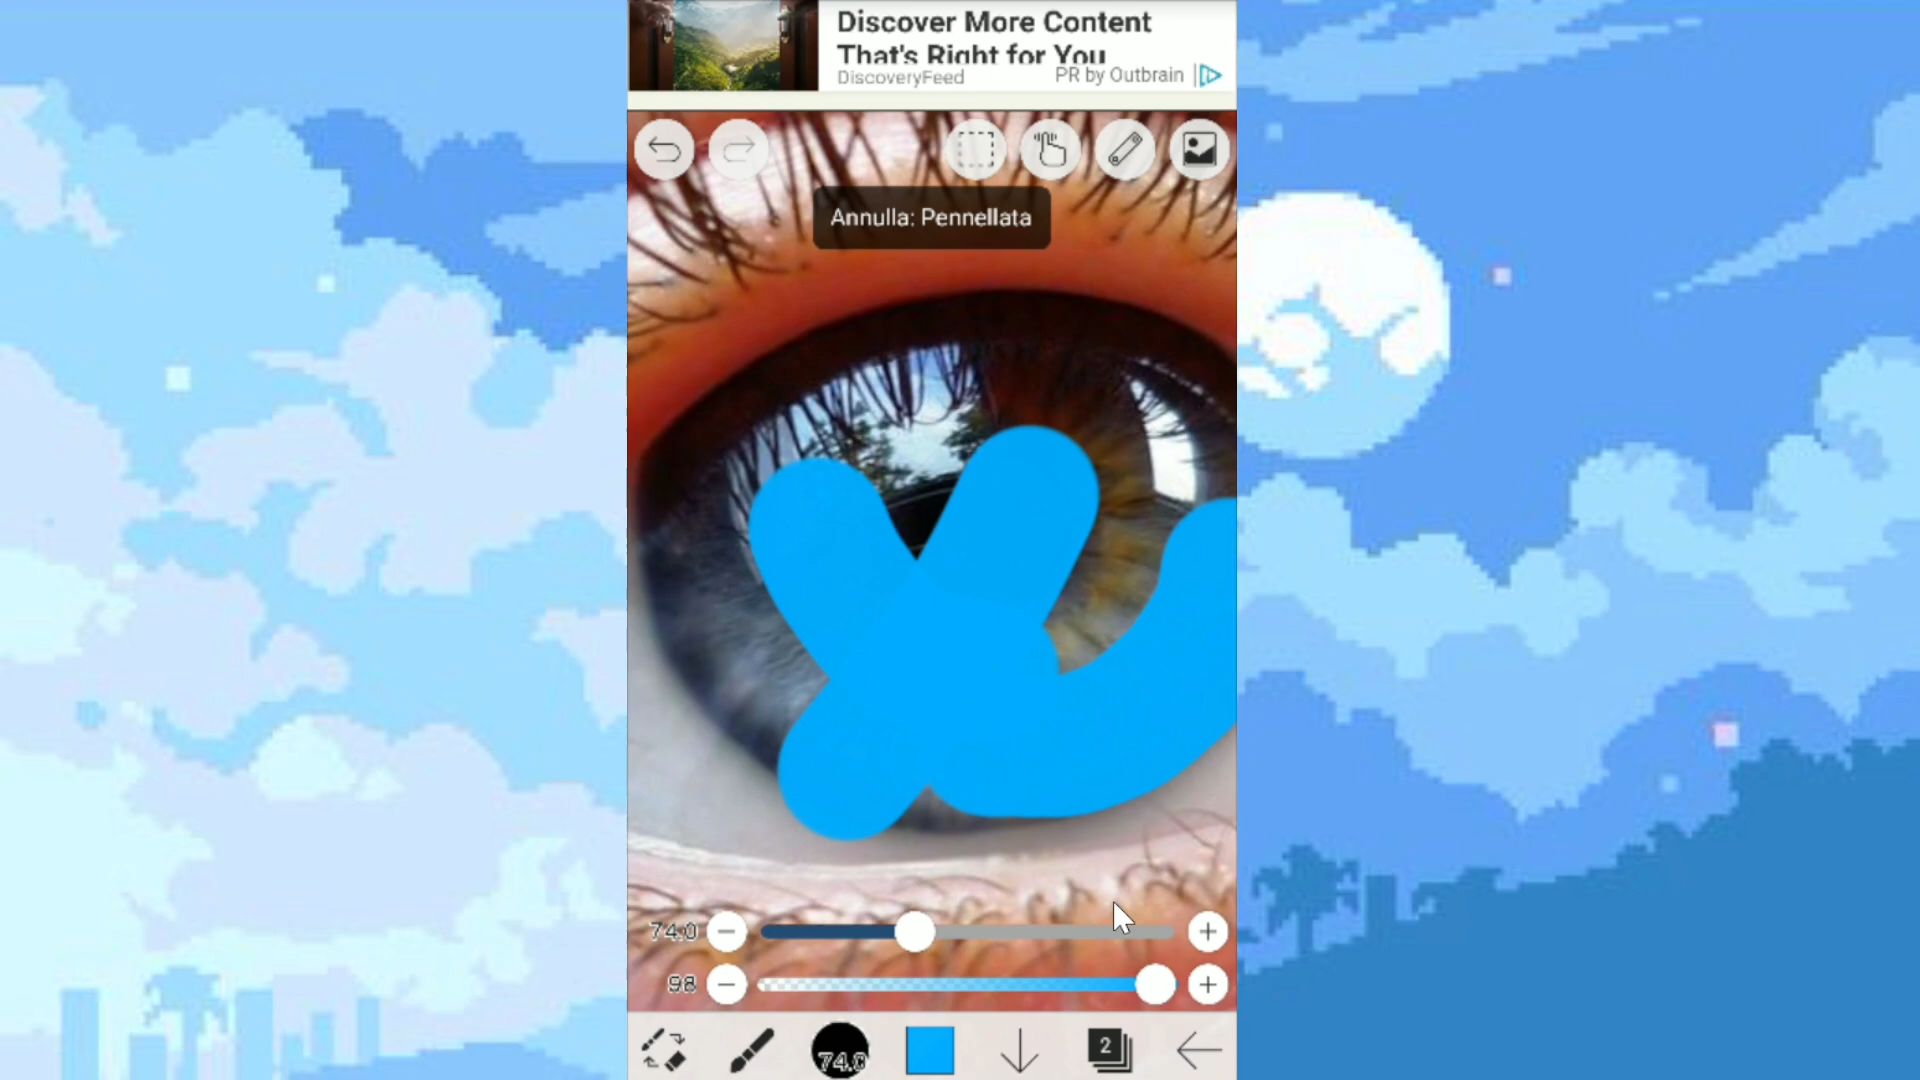 Discover More Content
That's Right for You
DiscoveryFeed
PR by Outbrain
Annulla: Pennellata
74.0
98
74.0
2